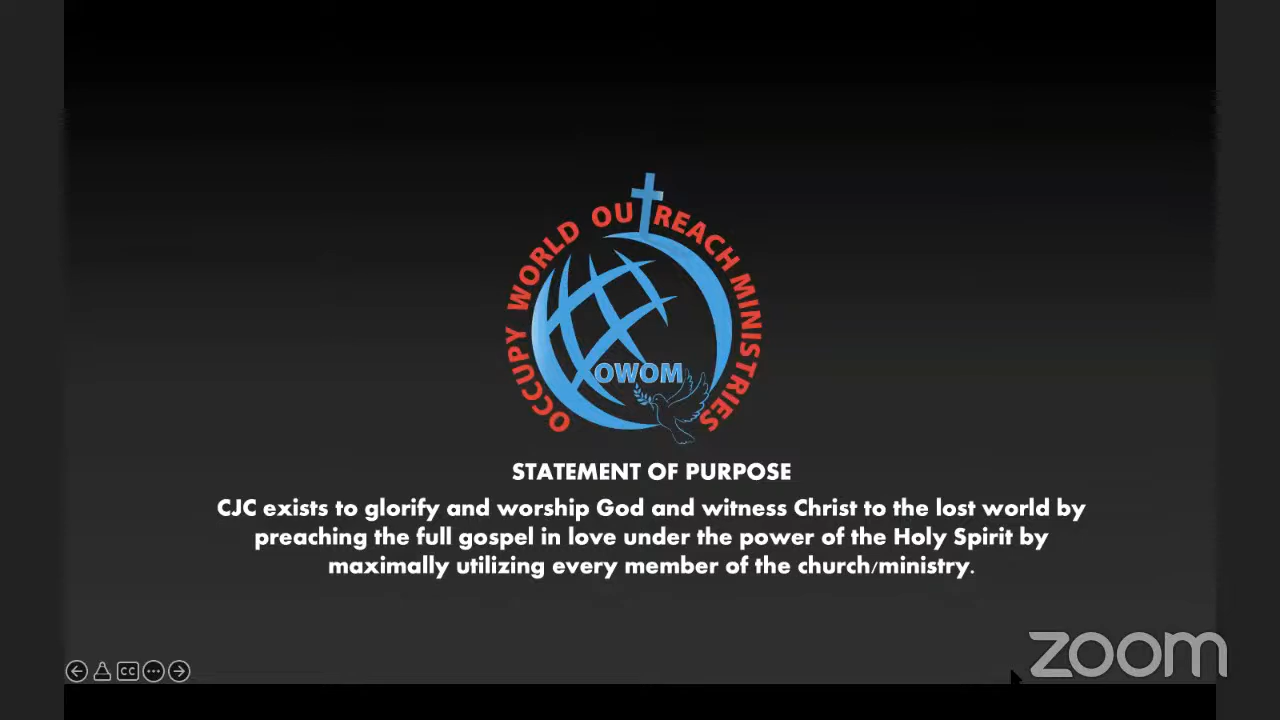 OCCUPY WORLD OUTREACH MINISTRIES
OWOM
STATEMENT OF PURPOSE
CJC exists to glorify and worship God and witness Christ to the lost world by
preaching the full gospel in love under the power of the Holy Spirit by
maximally utilizing every member of the church/ministry.
CC
zoom